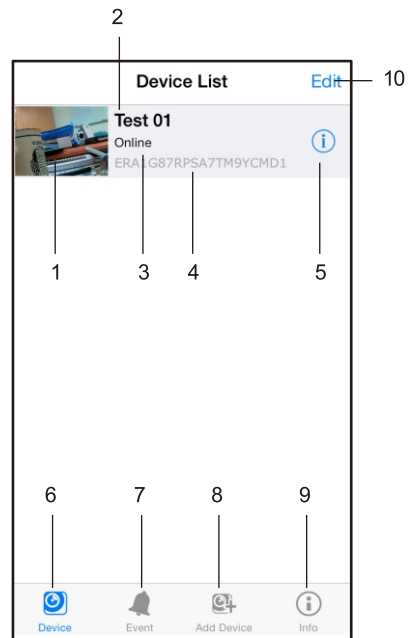 2
Device List
Edit
10
Test 01
Online
ERA1G87RPSA7TM9YCMD1
1
3
4
5
6
7
8
9
Device
Event
Add Device
Info